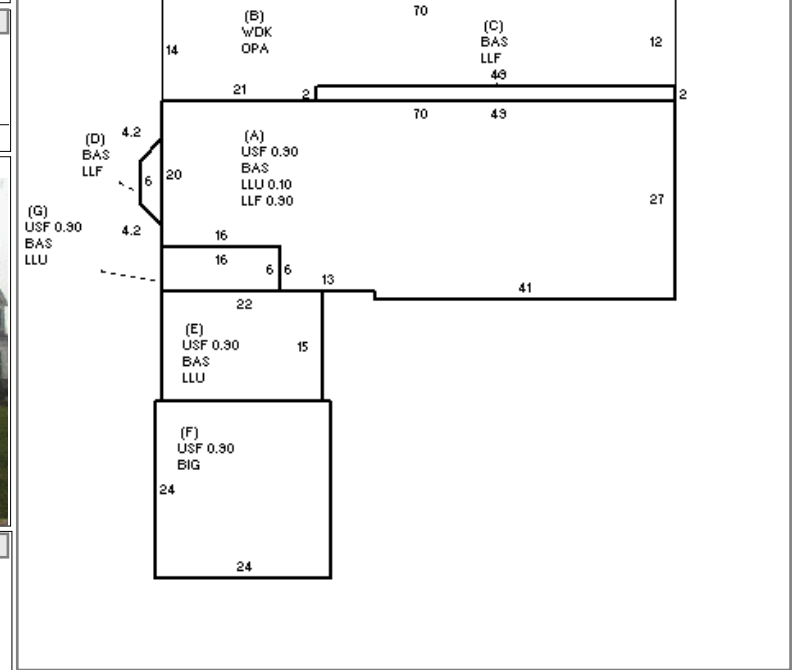 70
(B)
WDK
OPA
(C)
BAS
LLF
14
12
49
21
2
2
70
49
4.2
(D)
BAS
LLF
(A)
USF 0.90
BAS
LLU 0.10
LLF 0.90
6
20
27
(G)
USF 0.90
BAS
LLU
4.2
16
16
6
6
13
41
22
(E)
USF 0.90
BAS
LLU
15
(F)
USF 0.90
BIG
24
24